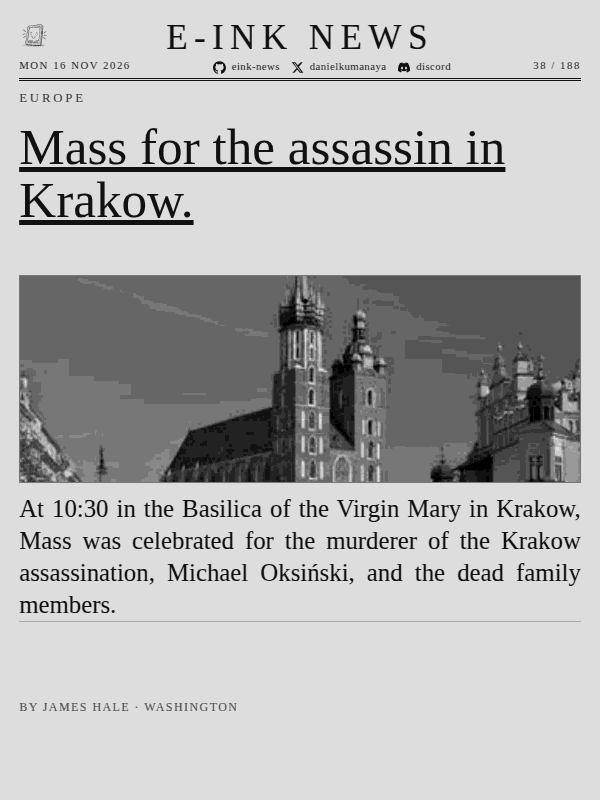 E-INK NEWS
MON 16 NOV 2026
eink-news danielkumanaya discord
38 / 188
EUROPE
Mass for the assassin in
Krakow.
At 10:30 in the Basilica of the Virgin Mary in Krakow,
Mass was celebrated for the murderer of the Krakow
assassination, Michael Oksiński, and the dead family
members.
BY JAMES HALE · WASHINGTON